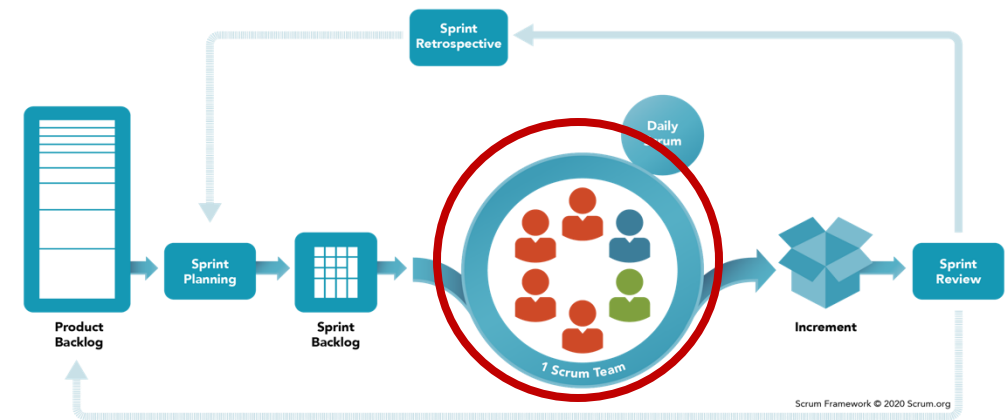 Sprint
Retrospective
Daily
Scrum
Sprint
Planning
Sprint
Review
Product
Backlog
Sprint
Backlog
Increment
1 Scrum Team
Scrum Framework © 2020 Scrum.org